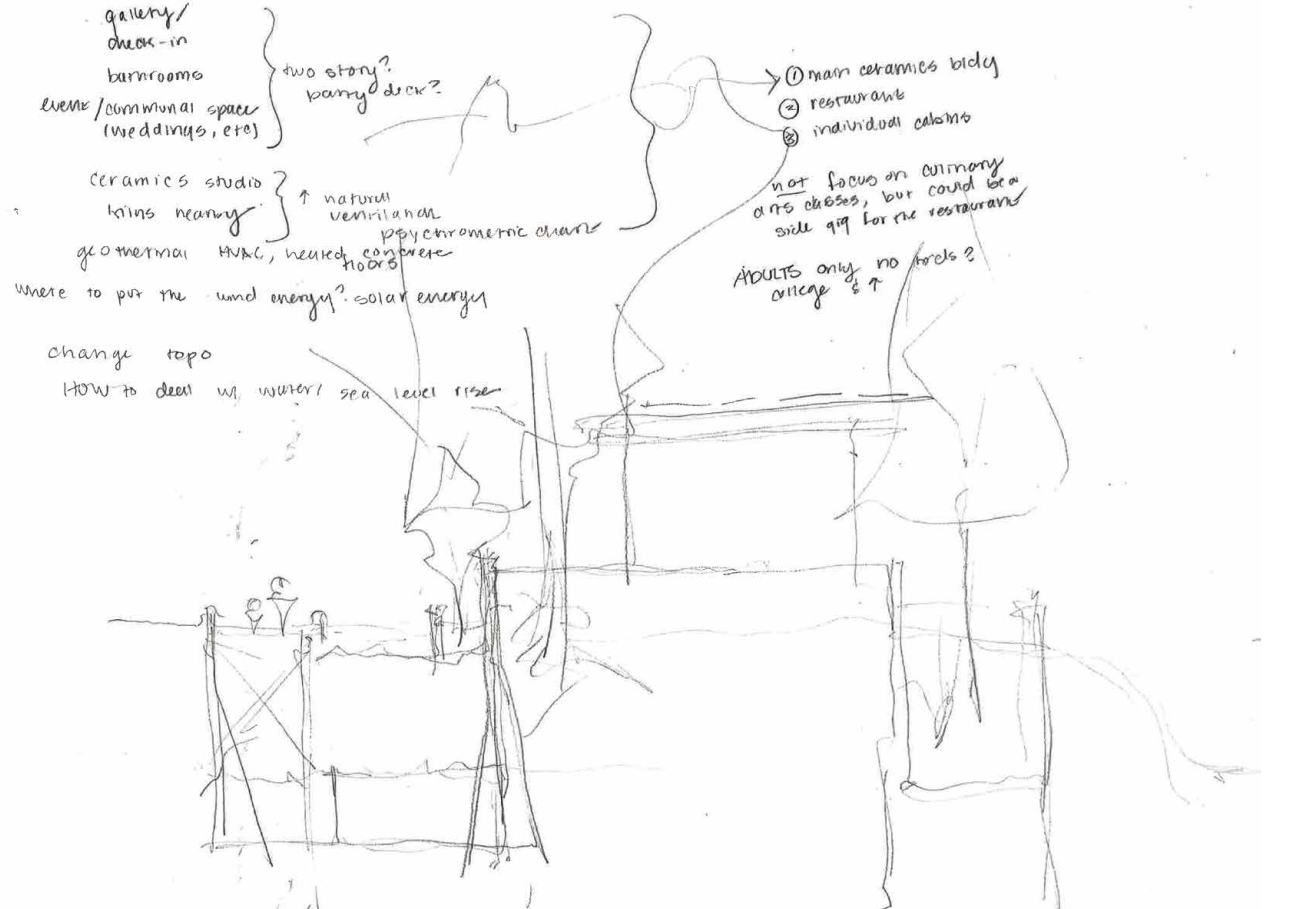 gallery/
check-in
bathrooms
event/communal space
(weddings, etc)
two story?
party deck?
ceramics studio
kilns nearby
↑ natural
ventilation
psychrometric chart
geothermal HVAC, heated concrete
floors
where to put the wind energy? solar energy
change topo
HOW to deal w/ water/ sea level rise
① main ceramics bldg
② restaurant
③ individual cabins
not focus on culinary
arts classes, but could be a
side gig for the restaurant
ADULTS only no kids?
college & ↑